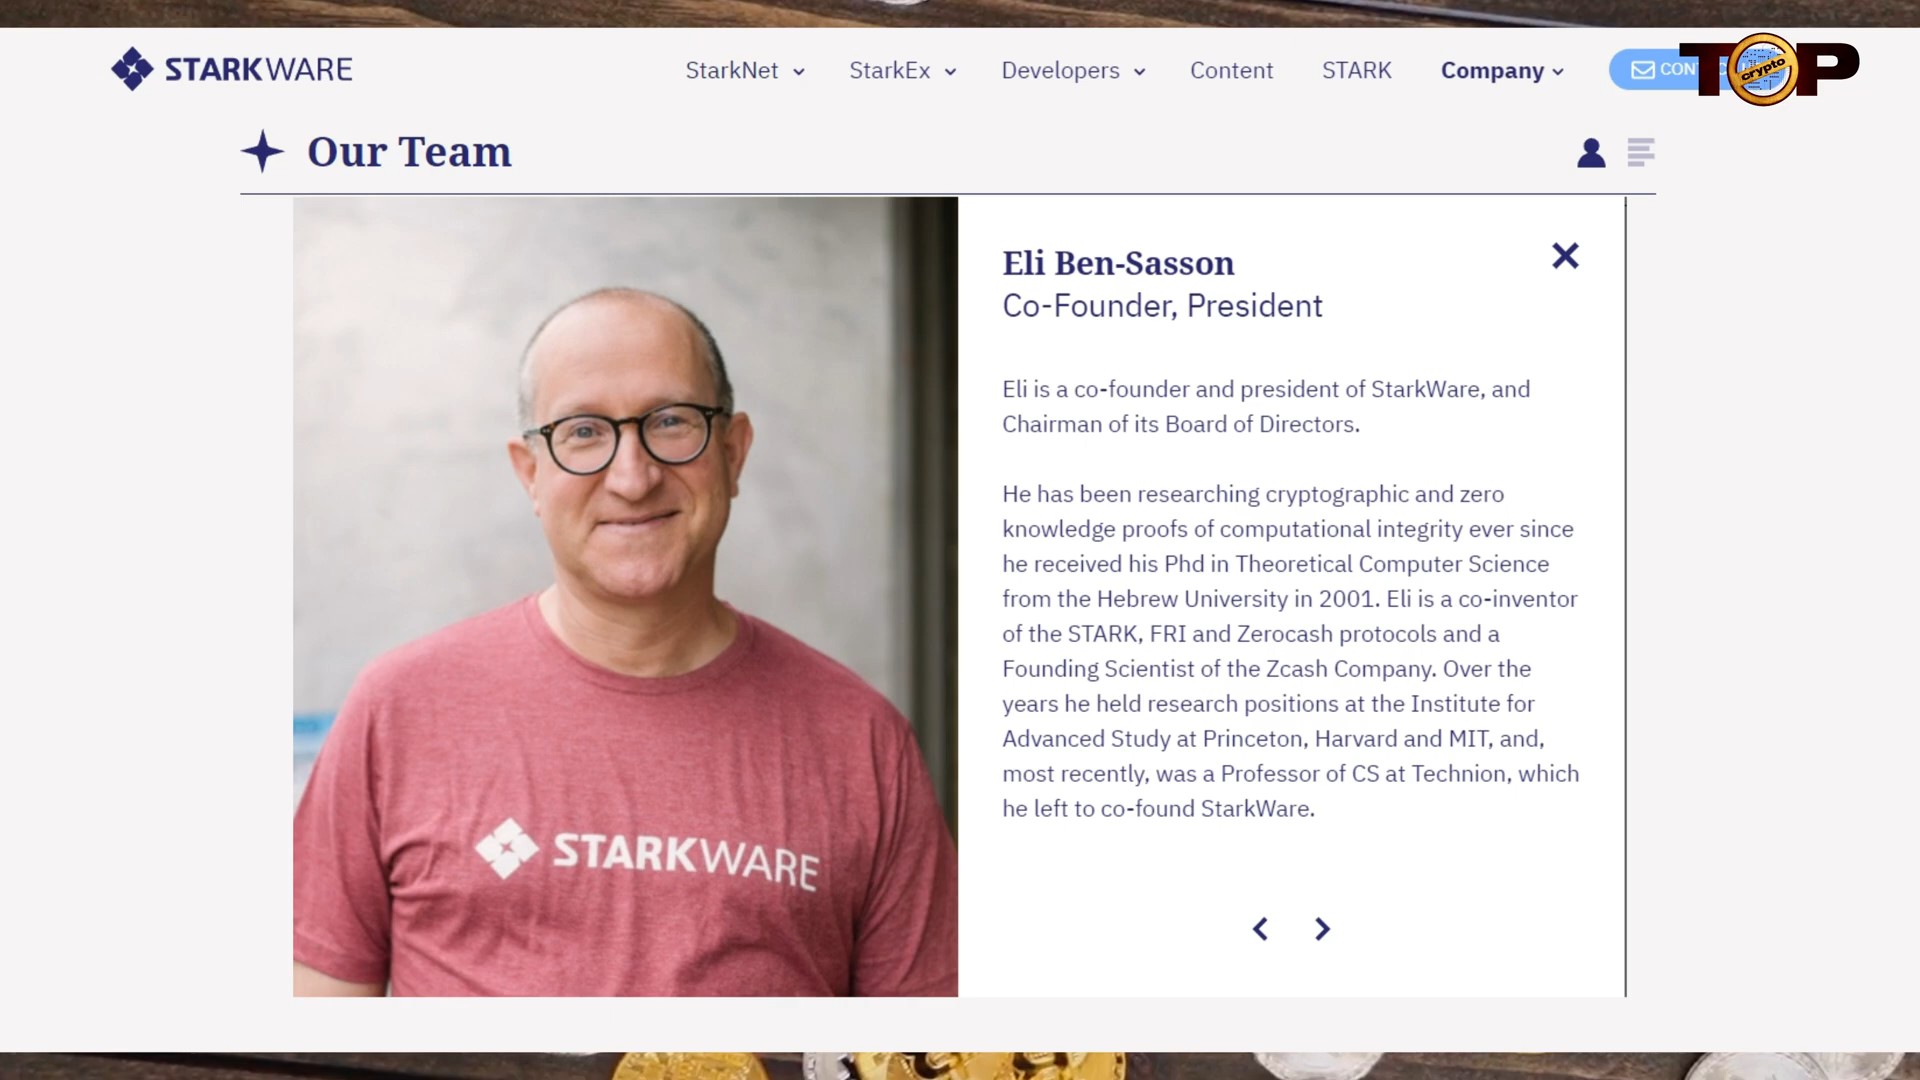 STARKWARE
StarkNet
StarkEx
Developers
Content
STARK
Company
TOP
crypto
Our Team
Eli Ben-Sasson
Co-Founder, President
Eli is a co-founder and president of StarkWare, and
Chairman of its Board of Directors.
He has been researching cryptographic and zero
knowledge proofs of computational integrity ever since
he received his Phd in Theoretical Computer Science
from the Hebrew University in 2001. Eli is a co-inventor
of the STARK, FRI and Zerocash protocols and a
Founding Scientist of the Zcash Company. Over the
years he held research positions at the Institute for
Advanced Study at Princeton, Harvard and MIT, and,
most recently, was a Professor of CS at Technion, which
he left to co-found StarkWare.
STARKWARE